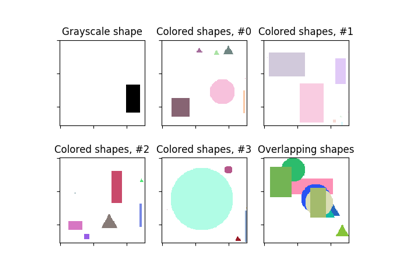 Grayscale shape
Colored shapes, #0
Colored shapes, #1
Colored shapes, #2
Colored shapes, #3
Overlapping shapes